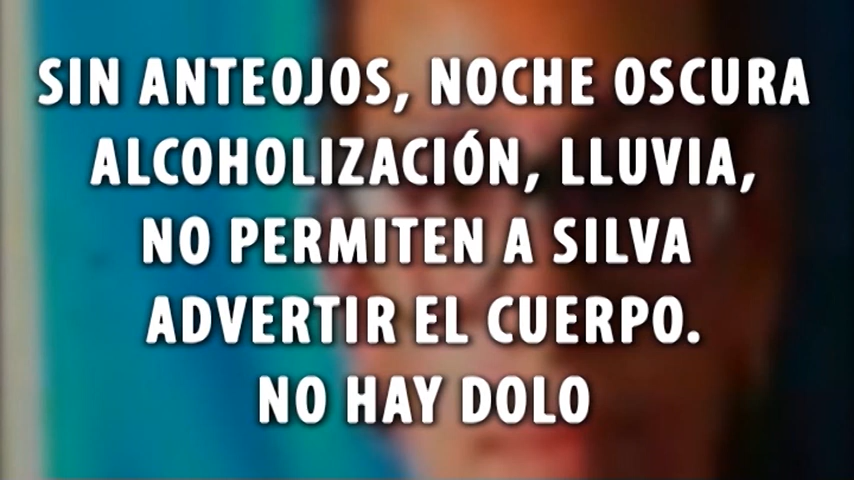 SIN ANTEOJOS, NOCHE OSCURA
ALCOHOLIZACIÓN, LLUVIA,
NO PERMITEN A SILVA
ADVERTIR EL CUERPO.
NO HAY DOLO